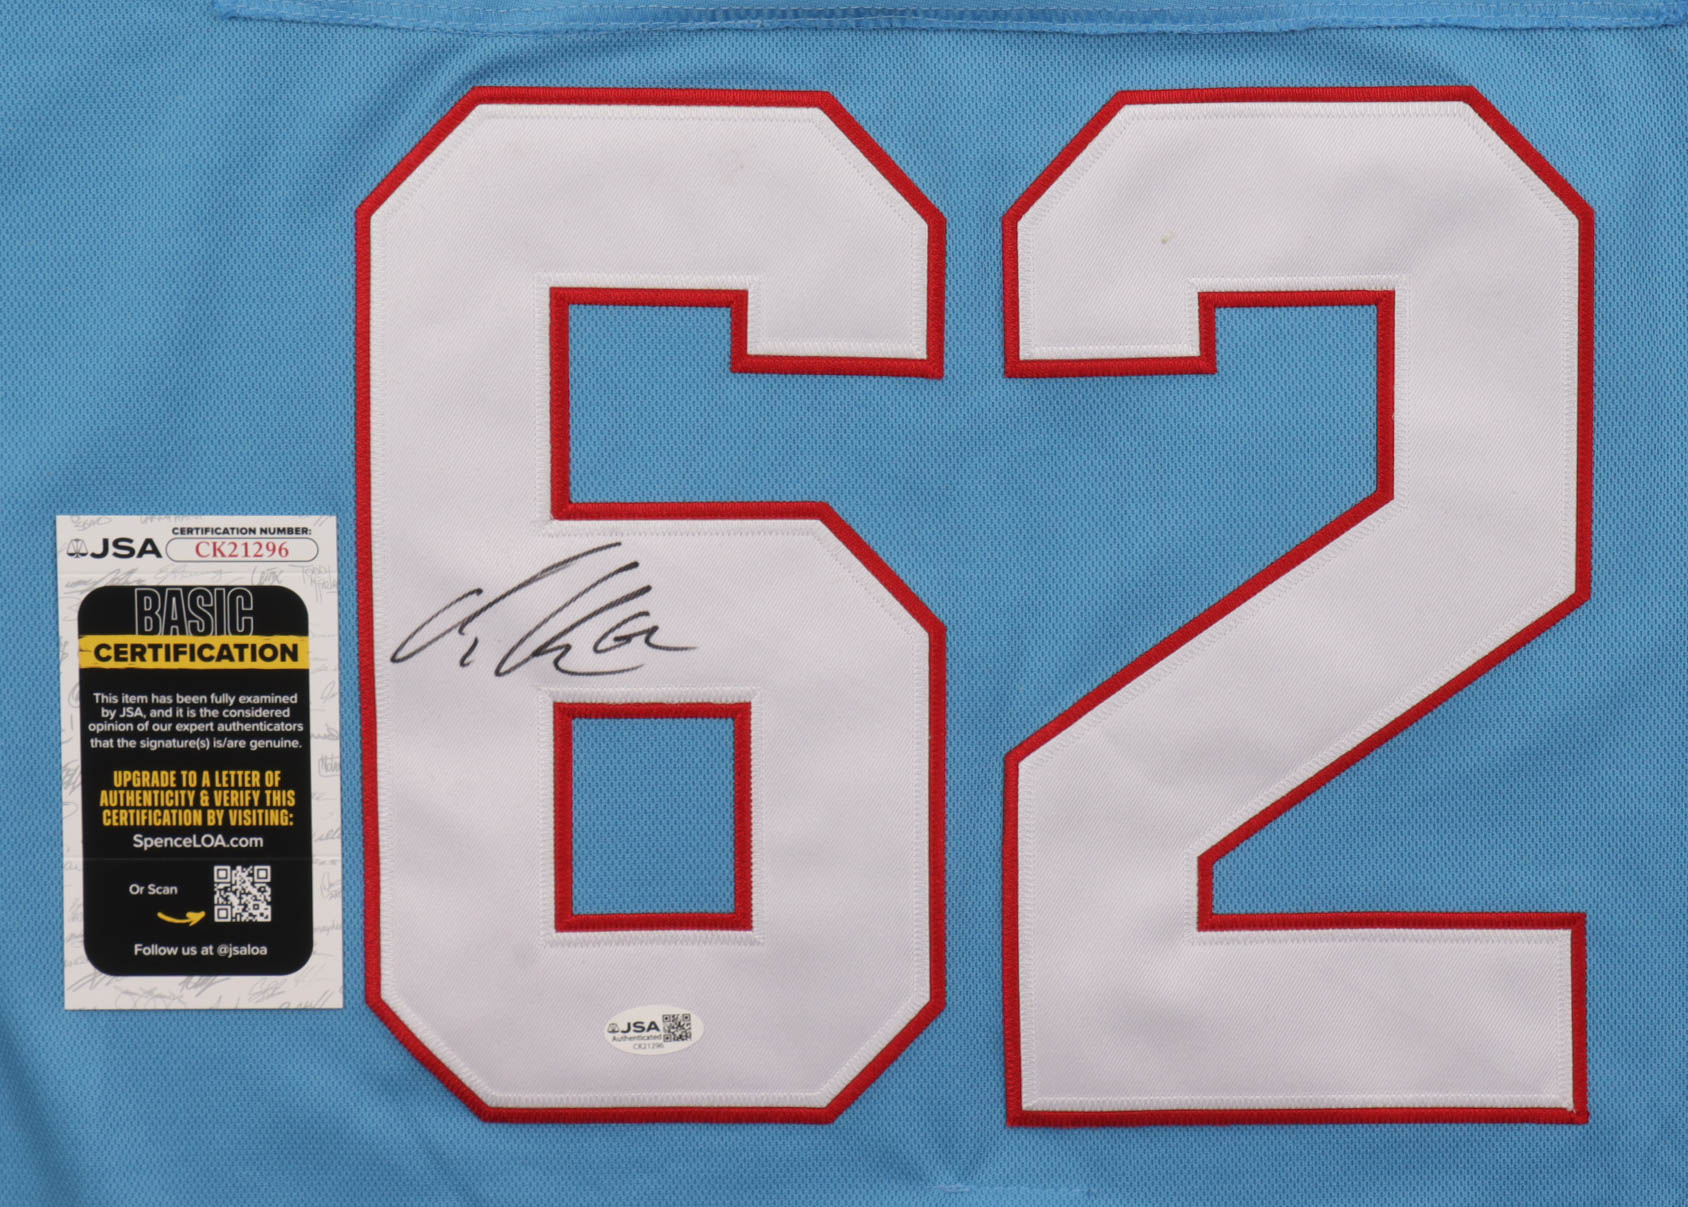 62
JSA
CERTIFICATION NUMBER:
CK21296
BASIC
CERTIFICATION
This item has been fully examined
by JSA, and it is the considered
opinion of our expert authenticators
that the signature(s) is/are genuine.
UPGRADE TO A LETTER OF
AUTHENTICITY & VERIFY THIS
CERTIFICATION BY VISITING:
SpenceLOA.com
Or Scan
Follow us at @jsaloa
JSA
Authenticated
CK21296